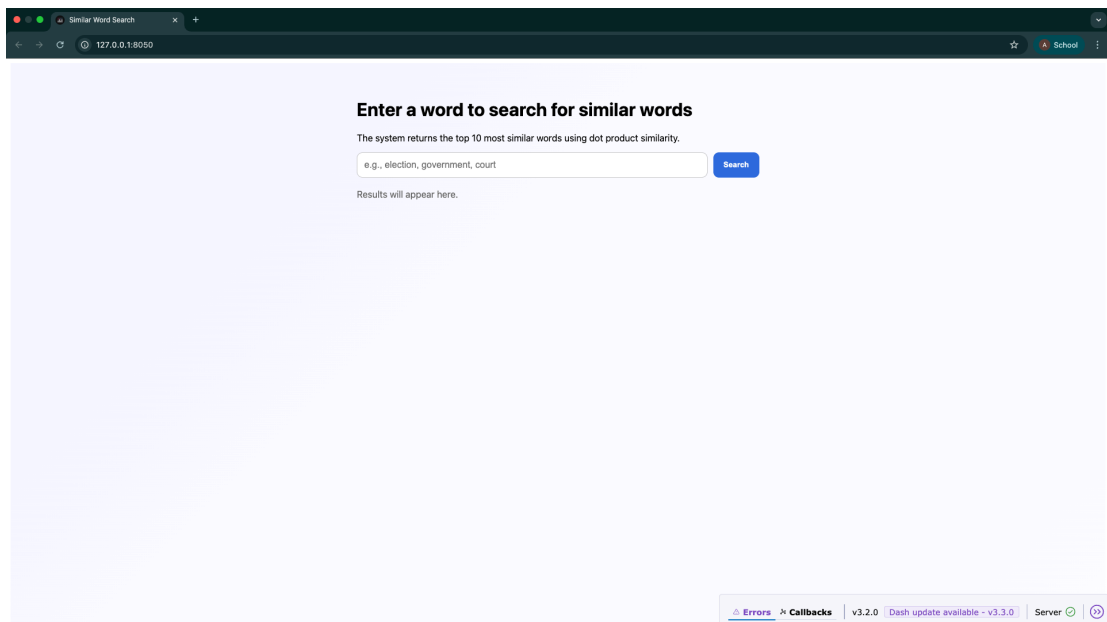 Similar Word Search
127.0.0.1:8050
A School
Enter a word to search for similar words
The system returns the top 10 most similar words using dot product similarity.
e.g., election, government, court
Search
Results will appear here.
Errors Callbacks v3.2.0 Dash update available - v3.3.0 Server